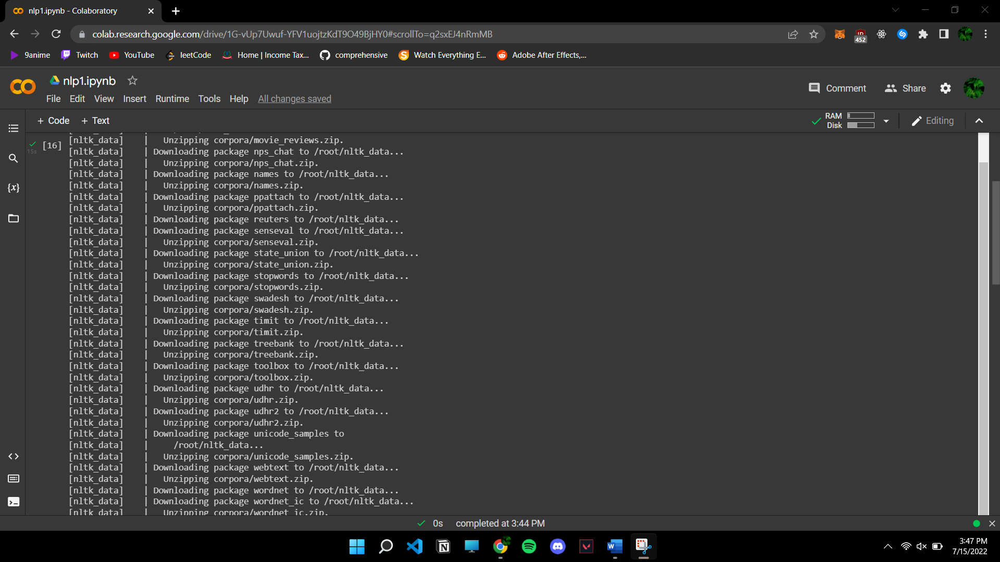 nlp1.ipynb - Colaboratory
colab.research.google.com/drive/1G-vUp7Uwuf-YFV1uojtzKdT9O49BjHY0#scrollTo=q2sxEJ4nRmMB
452
9anime Twitch YouTube leetCode Home | Income Tax... comprehensive Watch Everything E... Adobe After Effects,...
nlp1.ipynb
Comment Share
File Edit View Insert Runtime Tools Help All changes saved
+ Code + Text
RAM
Disk
Editing
[16]
15s
[nltk_data] | Unzipping corpora/movie_reviews.zip.
[nltk_data] | Downloading package nps_chat to /root/nltk_data...
[nltk_data] | Unzipping corpora/nps_chat.zip.
[nltk_data] | Downloading package names to /root/nltk_data...
[nltk_data] | Unzipping corpora/names.zip.
[nltk_data] | Downloading package ppattach to /root/nltk_data...
[nltk_data] | Unzipping corpora/ppattach.zip.
[nltk_data] | Downloading package reuters to /root/nltk_data...
[nltk_data] | Downloading package senseval to /root/nltk_data...
[nltk_data] | Unzipping corpora/senseval.zip.
[nltk_data] | Downloading package state_union to /root/nltk_data...
[nltk_data] | Unzipping corpora/state_union.zip.
[nltk_data] | Downloading package stopwords to /root/nltk_data...
[nltk_data] | Unzipping corpora/stopwords.zip.
[nltk_data] | Downloading package swadesh to /root/nltk_data...
[nltk_data] | Unzipping corpora/swadesh.zip.
[nltk_data] | Downloading package timit to /root/nltk_data...
[nltk_data] | Unzipping corpora/timit.zip.
[nltk_data] | Downloading package treebank to /root/nltk_data...
[nltk_data] | Unzipping corpora/treebank.zip.
[nltk_data] | Downloading package toolbox to /root/nltk_data...
[nltk_data] | Unzipping corpora/toolbox.zip.
[nltk_data] | Downloading package udhr to /root/nltk_data...
[nltk_data] | Unzipping corpora/udhr.zip.
[nltk_data] | Downloading package udhr2 to /root/nltk_data...
[nltk_data] | Unzipping corpora/udhr2.zip.
[nltk_data] | Downloading package unicode_samples to
[nltk_data] | /root/nltk_data...
[nltk_data] | Unzipping corpora/unicode_samples.zip.
[nltk_data] | Downloading package webtext to /root/nltk_data...
[nltk_data] | Unzipping corpora/webtext.zip.
[nltk_data] | Downloading package wordnet to /root/nltk_data...
[nltk_data] | Downloading package wordnet_ic to /root/nltk_data...
[nltk_data] | Unzipping corpora/wordnet_ic.zip.
0s completed at 3:44 PM
3:47 PM
7/15/2022